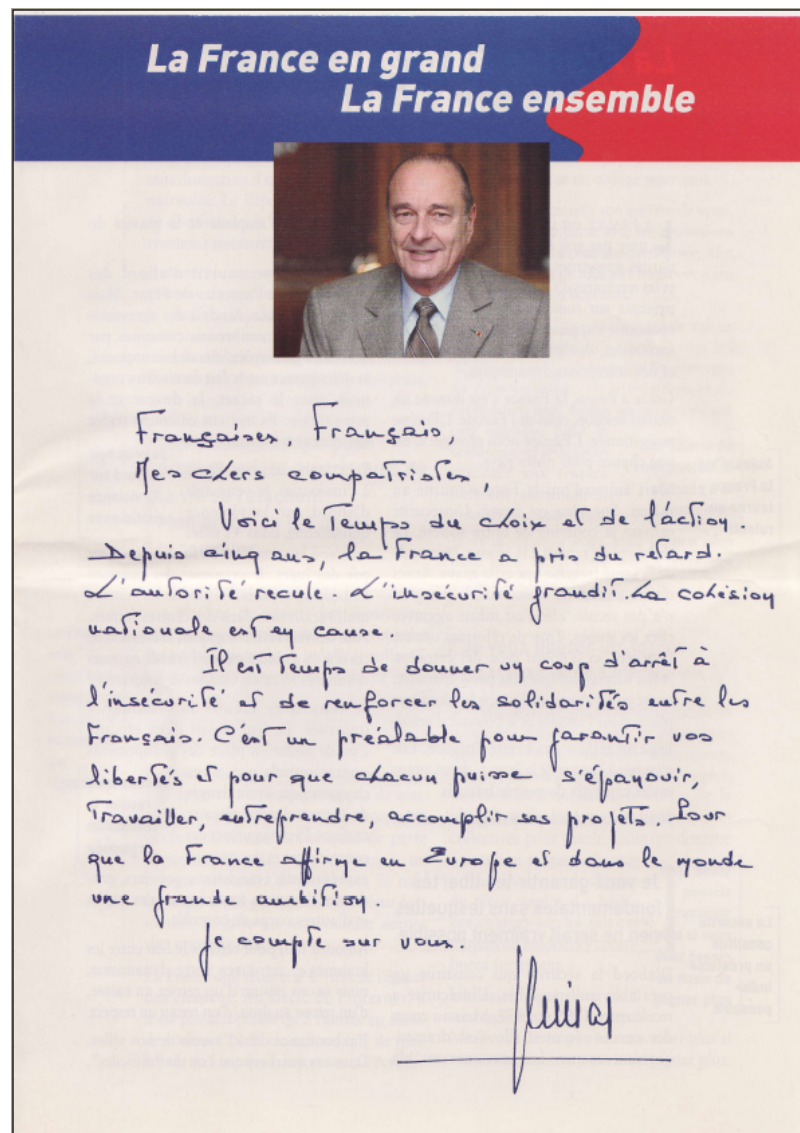 La France en grand
La France ensemble
Françaises, Français,
Mes chers compatriotes,
Voici le Temps du choix et de l'action.
Depuis cinq ans, la France a pris du retard.
L'autorité recule. L'insécurité grandit. La cohésion
nationale est en cause.
Il est Temps de donner un coup d'arrêt à
l'insécurité et de renforcer les solidarités entre les
Français. C'est un préalable pour garantir vos
libertés et pour que chacun puisse s'épanouir,
Travailler, entreprendre, accomplir ses projets. Pour
que la France affirme en Europe et dans le monde
une grande ambition.
Je compte sur vous.